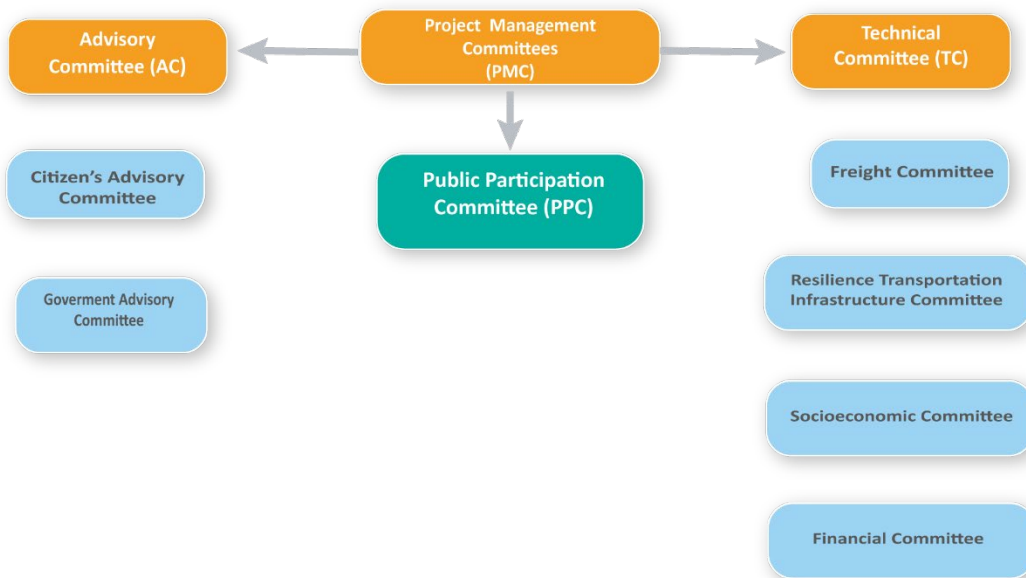 Advisory
Committee (AC)
Project Management
Committees
(PMC)
Technical
Committee (TC)
Citizen’s Advisory
Committee
Public Participation
Committee (PPC)
Freight Committee
Goverment Advisory
Committee
Resilience Transportation
Infrastructure Committee
Socioeconomic Committee
Financial Committee